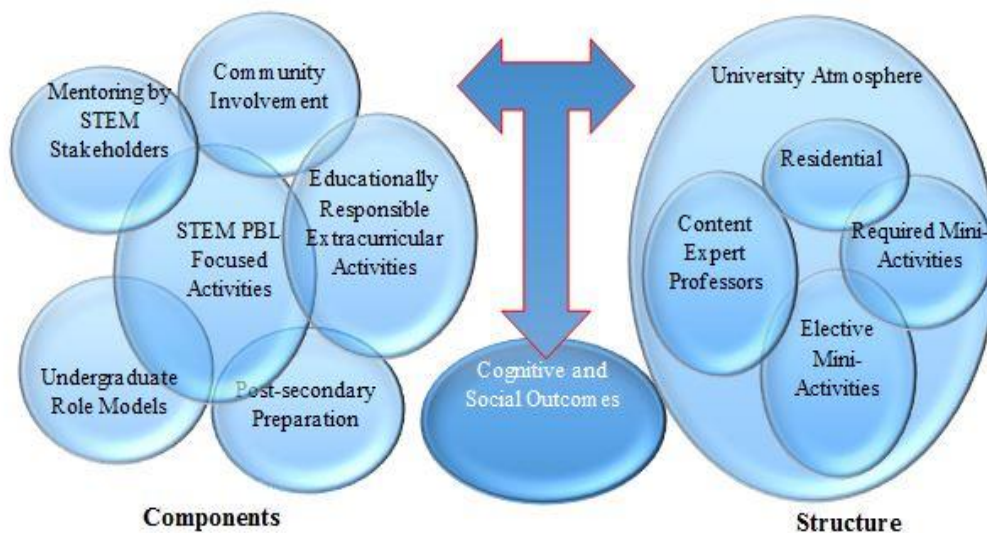 Mentoring by
STEM
Stakeholders
Community
Involvement
Educationally
Responsible
Extracurricular
Activities
STEM PBL
Focused
Activities
Undergraduate
Role Models
Post-secondary
Preparation
Components
Cognitive and
Social Outcomes
University Atmosphere
Residential
Content
Expert
Professors
Required Mini-
Activities
Elective
Mini-
Activities
Structure